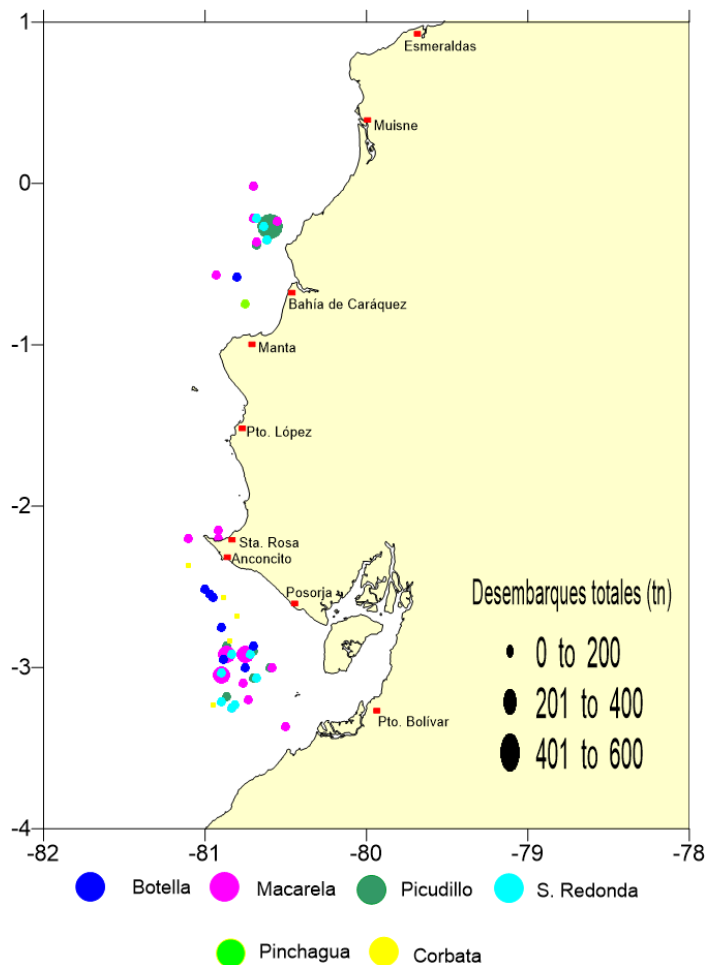 1
Esmeraldas
Muisne
0
Bahía de Caráquez
-1
Manta
Pto. López
-2
Sta. Rosa
Anconcito
Posorja
Desembarques totales (tn)
0 to 200
-3
201 to 400
Pto. Bolívar
401 to 600
-4
-82 -81 -80 -79 -78
Botella Macarela Picudillo S. Redonda
Pinchagua Corbata